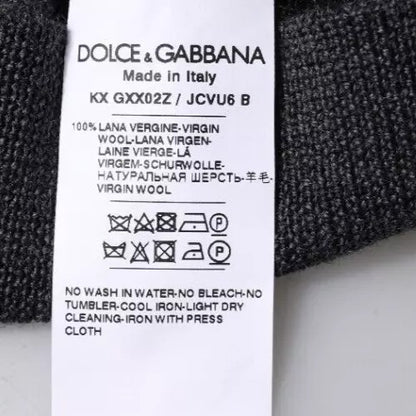 DOLCE & GABBANA
Made in Italy
KX GXX02Z / JCVU6 B
100% LANA VERGINE-VIRGIN
WOOL-LANA VIRGEN-
LAINE VIERGE-LÁ
VIRGEM-SCHURWOLLE-
НАТУРАЛЬНАЯ ШЕРСТЬ-羊毛-
VIRGIN WOOL
P
P
NO WASH IN WATER-NO BLEACH-NO
TUMBLER-COOL IRON-LIGHT DRY
CLEANING-IRON WITH PRESS
CLOTH